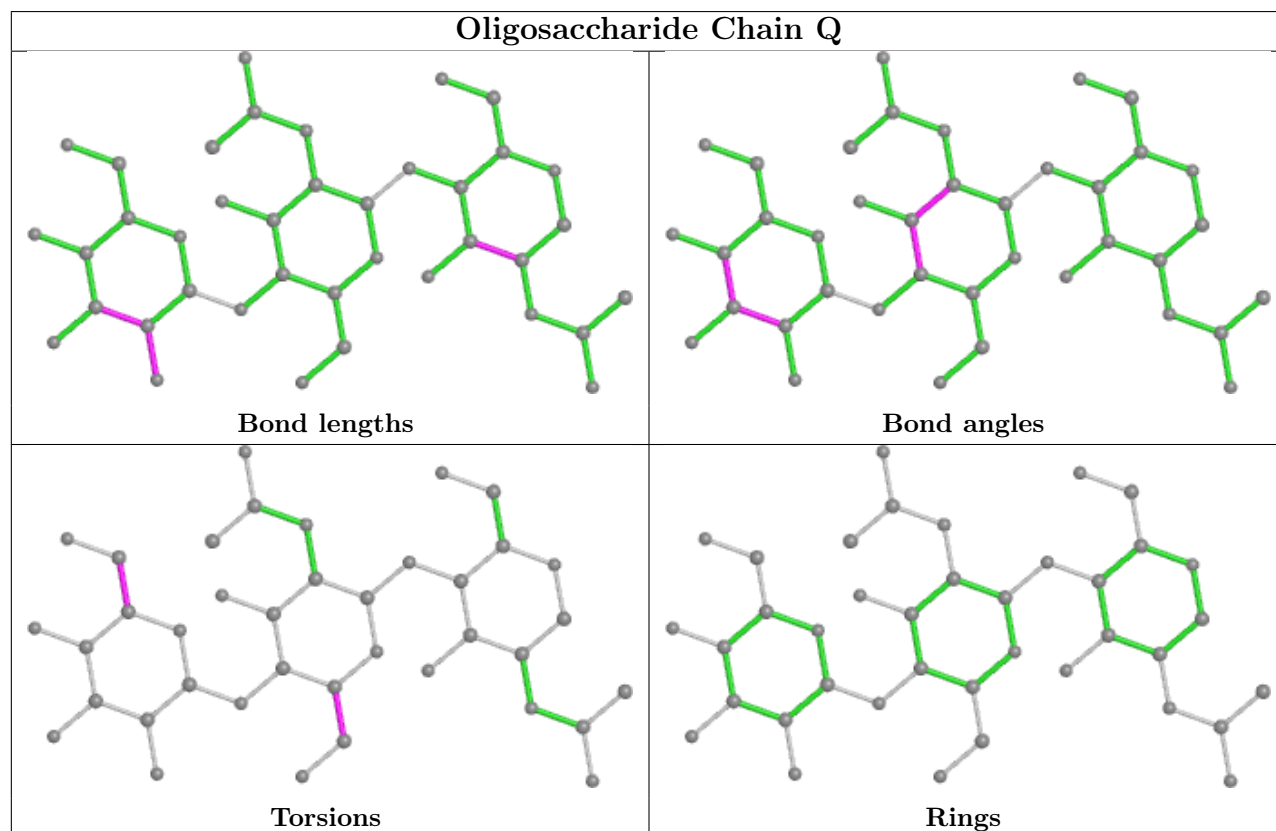 Oligosaccharide Chain Q
Bond lengths
Bond angles
Torsions
Rings